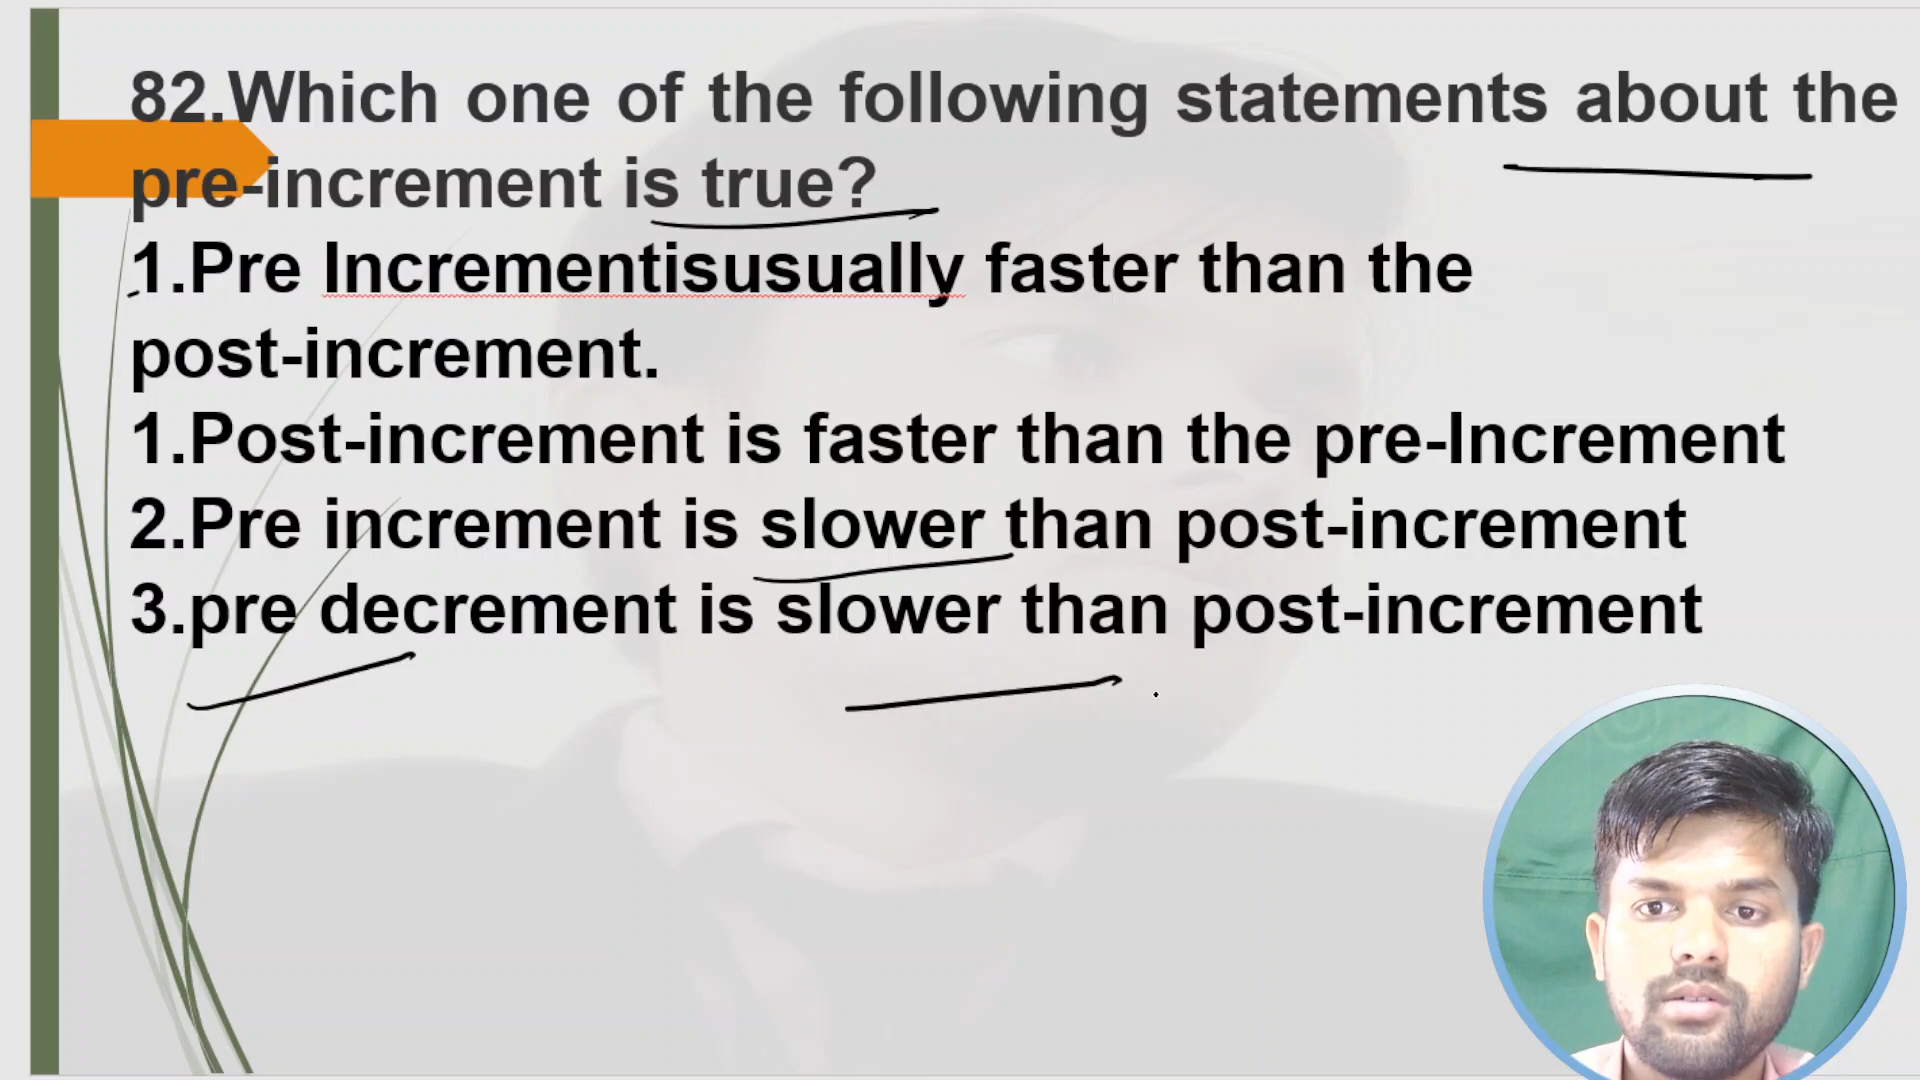 82.Which one of the following statements about the
pre-increment is true?
1.Pre Incrementisusually faster than the
post-increment.
1.Post-increment is faster than the pre-Increment
2.Pre increment is slower than post-increment
3.pre decrement is slower than post-increment